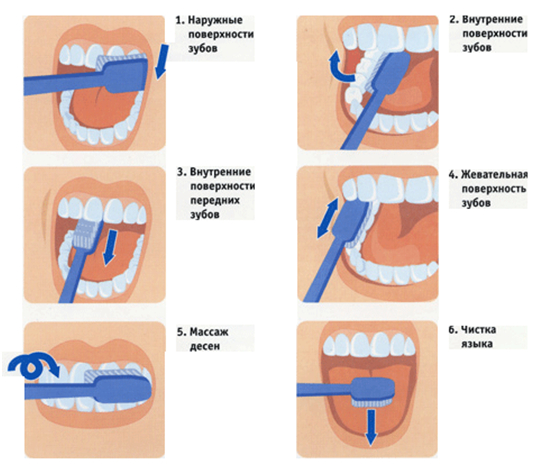 1. Наружные
поверхности
зубов
2. Внутренние
поверхности
зубов
3. Внутренние
поверхности
передних
зубов
4. Жевательная
поверхность
зубов
5. Массаж
десен
6. Чистка
языка